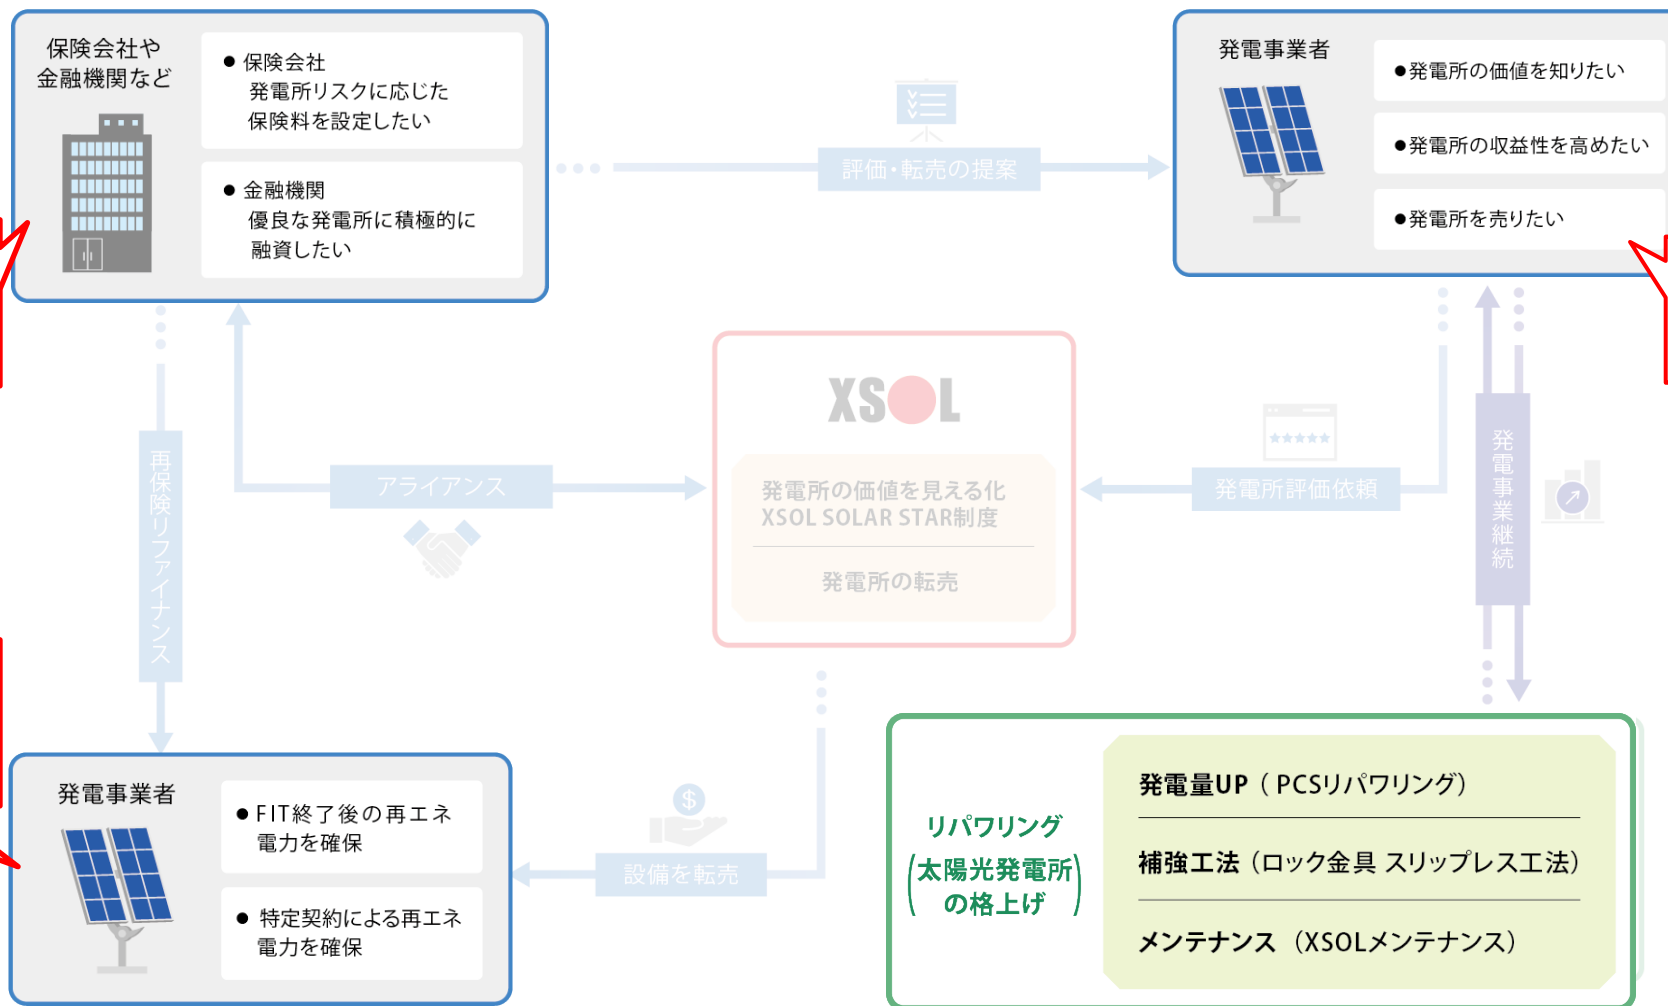 保険会社や
金融機関など
● 保険会社
発電所リスクに応じた
保険料を設定したい
● 金融機関
優良な発電所に積極的に
融資したい
評価・転売の提案
発電事業者
●発電所の価値を知りたい
●発電所の収益性を高めたい
●発電所を売りたい
再保険リファイナンス
アライアンス
XSOL
発電所の価値を見える化
XSOL SOLAR STAR制度
発電所の転売
発電所評価依頼
発電事業継続
発電事業者
● FIT終了後の再エネ
電力を確保
● 特定契約による再エネ
電力を確保
$
設備を転売
リパワリング
(太陽光発電所
の格上げ)
発電量UP（PCSリパワリング）
補強工法（ロック金具 スリップレス工法）
メンテナンス（XSOLメンテナンス）